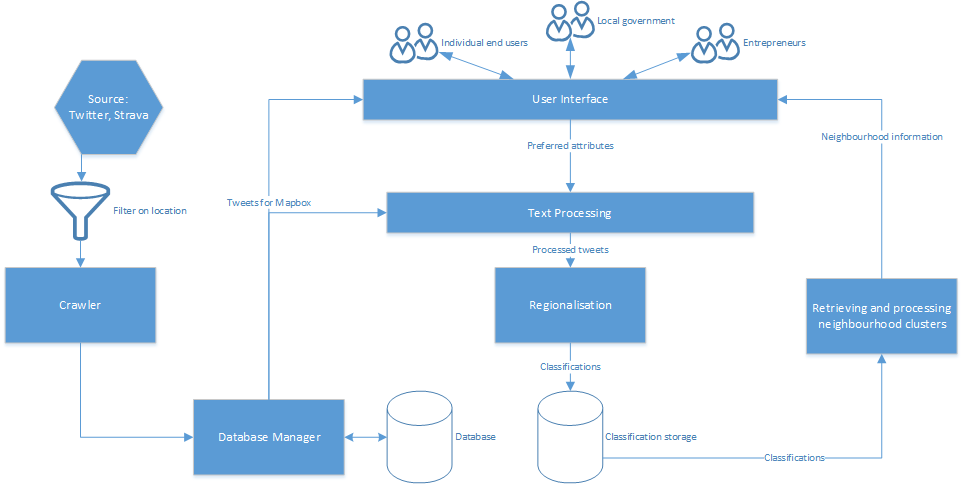 Local government
Individual end users
Entrepreneurs
Source:
Twitter, Strava
User Interface
Neighbourhood information
Preferred attributes
Tweets for Mapbox
Filter on location
Text Processing
Processed tweets
Crawler
Regionalisation
Retrieving and processing
neighbourhood clusters
Classifications
Database Manager
Database
Classification storage
Classifications